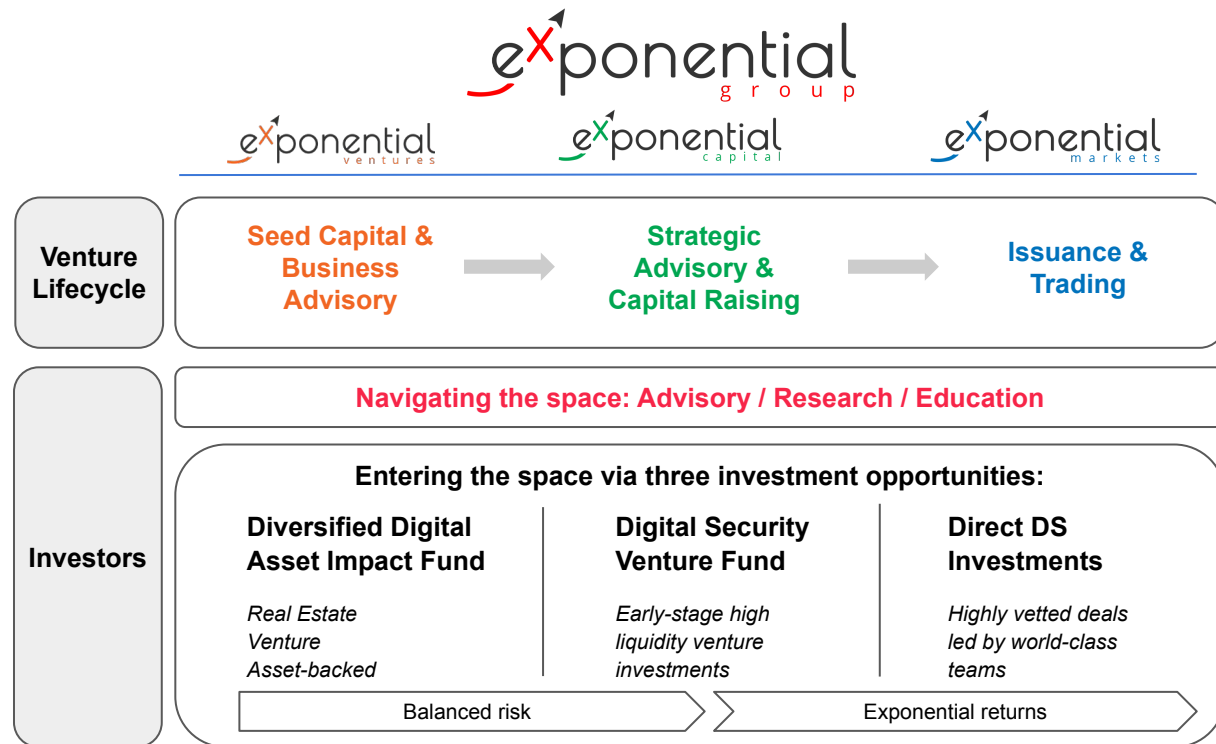 exponential
group
exponential
ventures
exponential
capital
exponential
markets
Venture
Lifecycle
Seed Capital &
Business
Advisory
Strategic
Advisory &
Capital Raising
Issuance &
Trading
Investors
Navigating the space: Advisory / Research / Education
Entering the space via three investment opportunities:
Diversified Digital
Asset Impact Fund
Real Estate
Venture
Asset-backed
Digital Security
Venture Fund
Early-stage high
liquidity venture
investments
Direct DS
Investments
Highly vetted deals
led by world-class
teams
Balanced risk
Exponential returns